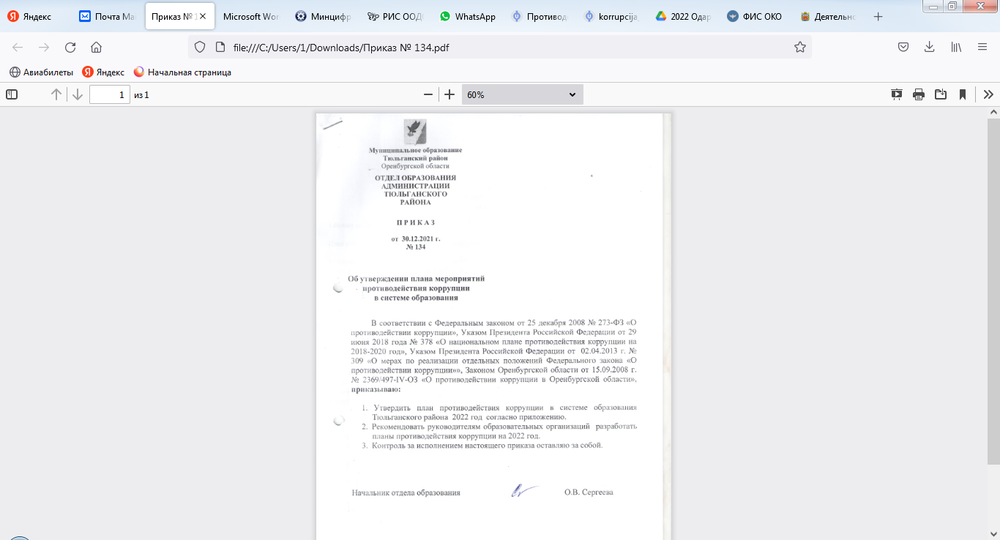 Яндекс
Почта Ma
Приказ № 1
Microsoft Wor
Минцифр
РИС ООД
WhatsApp
Противод
korrupcija_
2022 Одар
ФИС ОКО
Деятельно
file:///C:/Users/1/Downloads/Приказ № 134.pdf
Авиабилеты
Яндекс
Начальная страница
1 из 1
60%
Муниципальное образование
Тюльганский район
Оренбургской области
ОТДЕЛ ОБРАЗОВАНИЯ
АДМИНИСТРАЦИИ
ТЮЛЬГАНСКОГО
РАЙОНА
П Р И К А З
от 30.12.2021 г.
№ 134
Об утверждении плана мероприятий
противодействия коррупции
в системе образования
В соответствии с Федеральным законом от 25 декабря 2008 № 273-ФЗ «О
противодействии коррупции», Указом Президента Российской Федерации от 29
июня 2018 года № 378 «О национальном плане противодействия коррупции на
2018-2020 год», Указом Президента Российской Федерации от 02.04.2013 г. №
309 «О мерах по реализации отдельных положений Федерального закона «О
противодействии коррупции»», Законом Оренбургской области от 15.09.2008 г.
№ 2369/497-IV-ОЗ «О противодействии коррупции в Оренбургской области»,
приказываю:
1. Утвердить план противодействия коррупции в системе образования
Тюльганского района 2022 год согласно приложению.
2. Рекомендовать руководителям образовательных организаций разработать
планы противодействия коррупции на 2022 год.
3. Контроль за исполнением настоящего приказа оставляю за собой.
Начальник отдела образования О.В. Сергеева